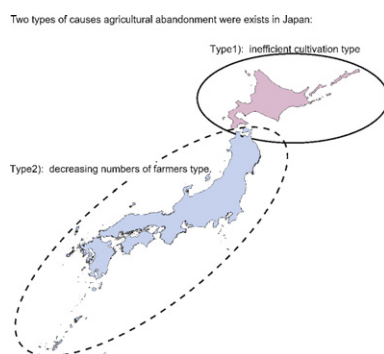 Two types of causes agricultural abandonment were exists in Japan:
Type1): inefficient cultivation type
Type2): decreasing numbers of farmers type